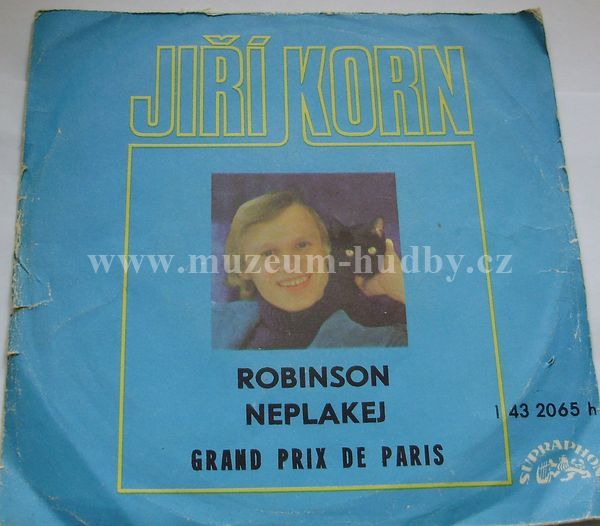 JIŘÍ KORN
www.muzeum-hudby.cz
ROBINSON
NEPLAKEJ
1 43 2065 h
GRAND PRIX DE PARIS
SUPRAPHON